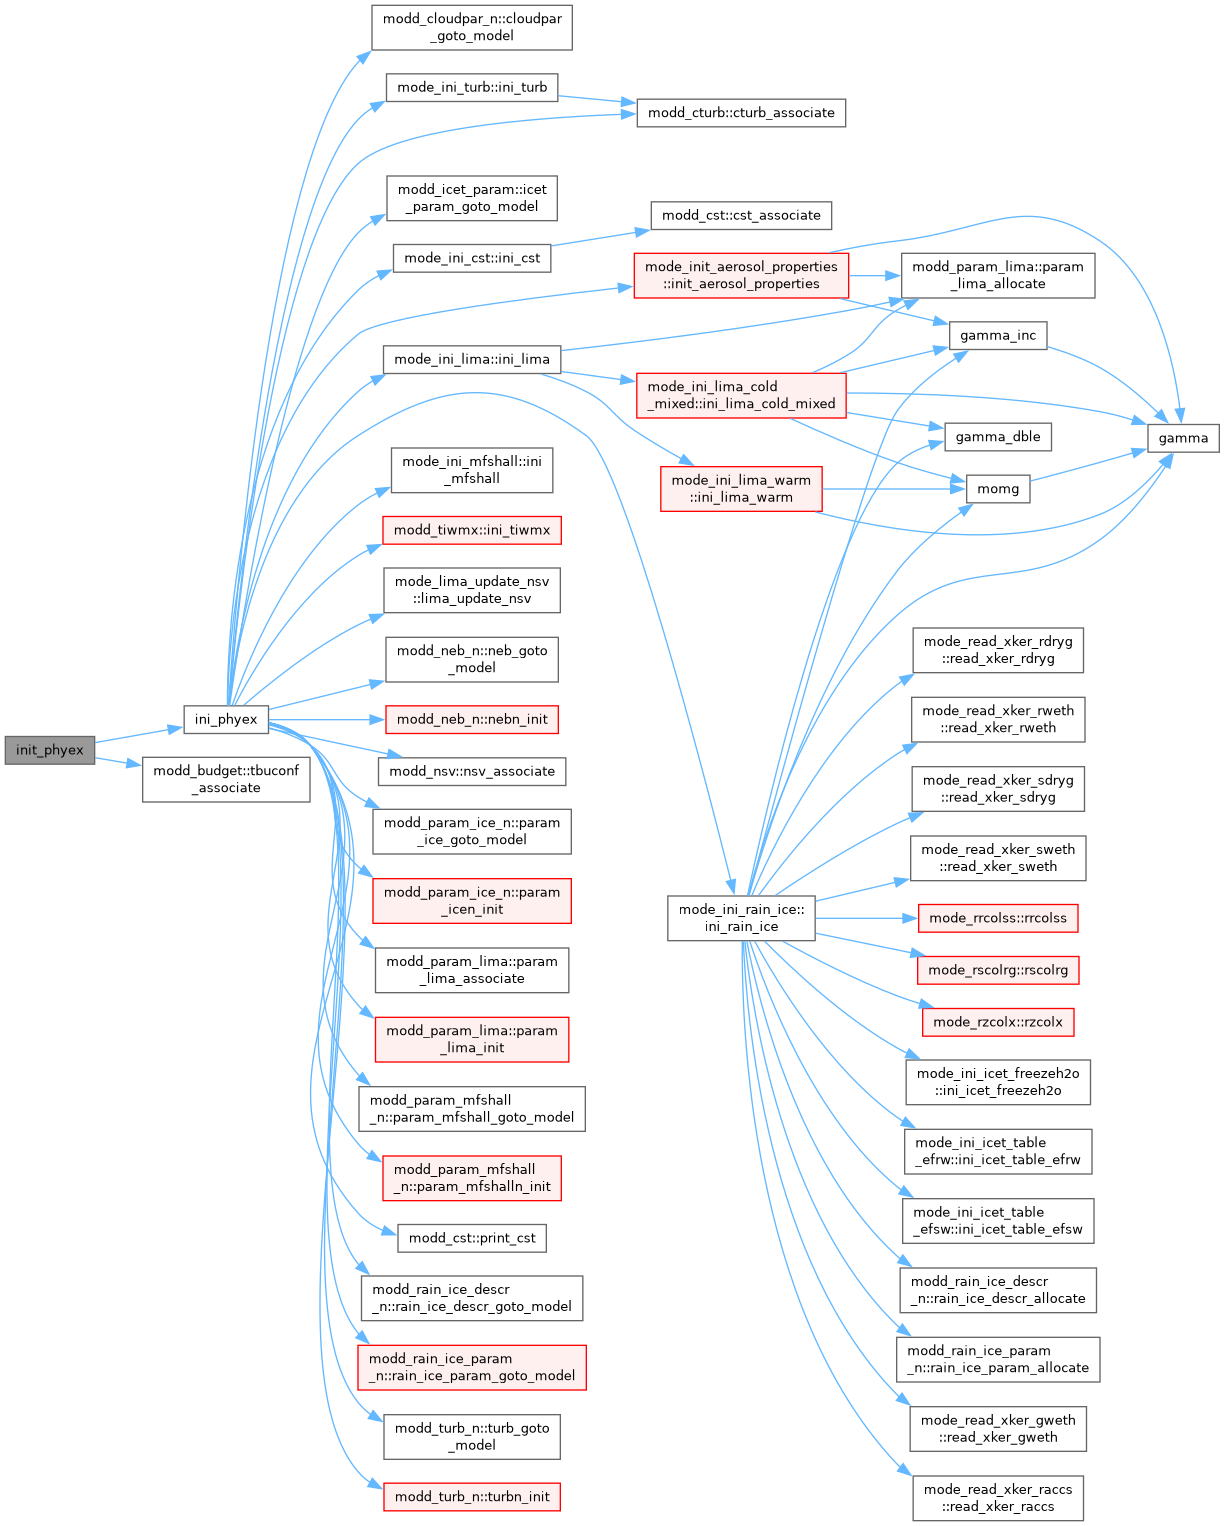 modd_cloudpar_n::cloudpar
_goto_model
mode_ini_turb::ini_turb
modd_cturb::cturb_associate
modd_icet_param::icet
_param_goto_model
modd_cst::cst_associate
mode_ini_cst::ini_cst
mode_init_aerosol_properties
::init_aerosol_properties
modd_param_lima::param
_lima_allocate
gamma_inc
mode_ini_lima::ini_lima
mode_ini_lima_cold
_mixed::ini_lima_cold_mixed
gamma_dble
gamma
mode_ini_mfshall::ini
_mfshall
mode_ini_lima_warm
::ini_lima_warm
momg
modd_tiwmx::ini_tiwmx
mode_lima_update_nsv
::lima_update_nsv
modd_neb_n::neb_goto
_model
mode_read_xker_rdryg
::read_xker_rdryg
ini_phyex
modd_neb_n::nebn_init
mode_read_xker_rweth
::read_xker_rweth
init_phyex
modd_budget::tbuconf
_associate
modd_nsv::nsv_associate
mode_read_xker_sdryg
::read_xker_sdryg
modd_param_ice_n::param
_ice_goto_model
mode_read_xker_sweth
::read_xker_sweth
modd_param_ice_n::param
_icen_init
mode_ini_rain_ice::
ini_rain_ice
mode_rrcolss::rrcolss
modd_param_lima::param
_lima_associate
mode_rscolrg::rscolrg
modd_param_lima::param
_lima_init
mode_rzcolx::rzcolx
mode_ini_icet_freezeh2o
::ini_icet_freezeh2o
modd_param_mfshall
_n::param_mfshall_goto_model
mode_ini_icet_table
_efrw::ini_icet_table_efrw
modd_param_mfshall
_n::param_mfshalln_init
mode_ini_icet_table
_efsw::ini_icet_table_efsw
modd_cst::print_cst
modd_rain_ice_descr
_n::rain_ice_descr_allocate
modd_rain_ice_descr
_n::rain_ice_descr_goto_model
modd_rain_ice_param
_n::rain_ice_param_allocate
modd_rain_ice_param
_n::rain_ice_param_goto_model
mode_read_xker_gweth
::read_xker_gweth
modd_turb_n::turb_goto
_model
mode_read_xker_raccs
::read_xker_raccs
modd_turb_n::turbn_init